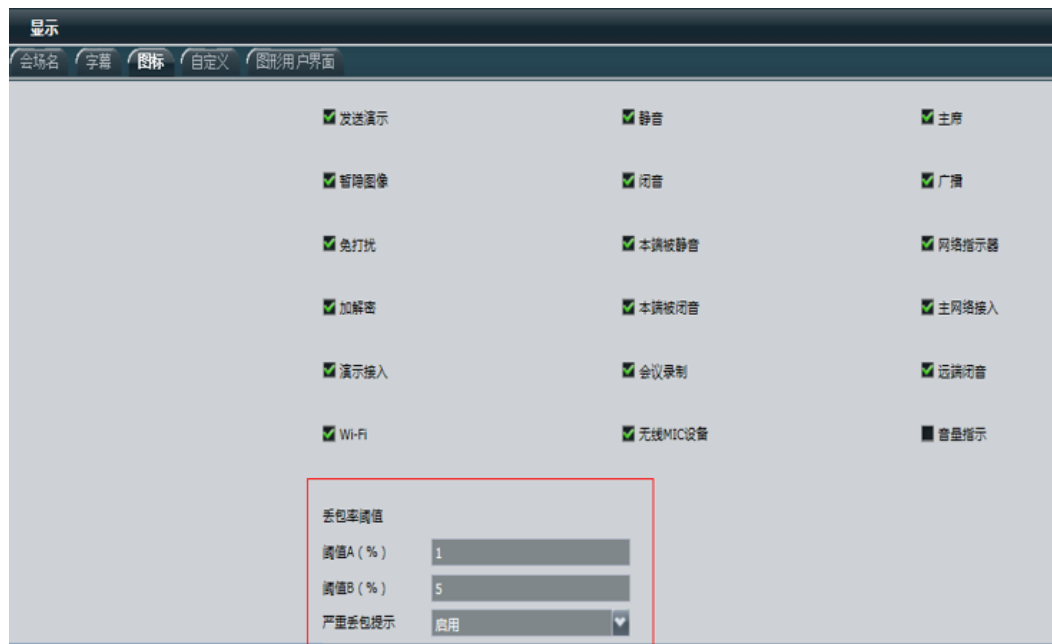 显示
会场名 字幕 图标 自定义 图形用户界面
发送演示 静音 主席
暂隐图像 闭音 广播
免打扰 本端被静音 网络指示器
加解密 本端被闭音 主网络接入
演示接入 会议录制 远端闭音
Wi-Fi 无线MIC设备 音量指示
丢包率阈值
阈值A（%） 1
阈值B（%） 5
严重丢包提示 启用